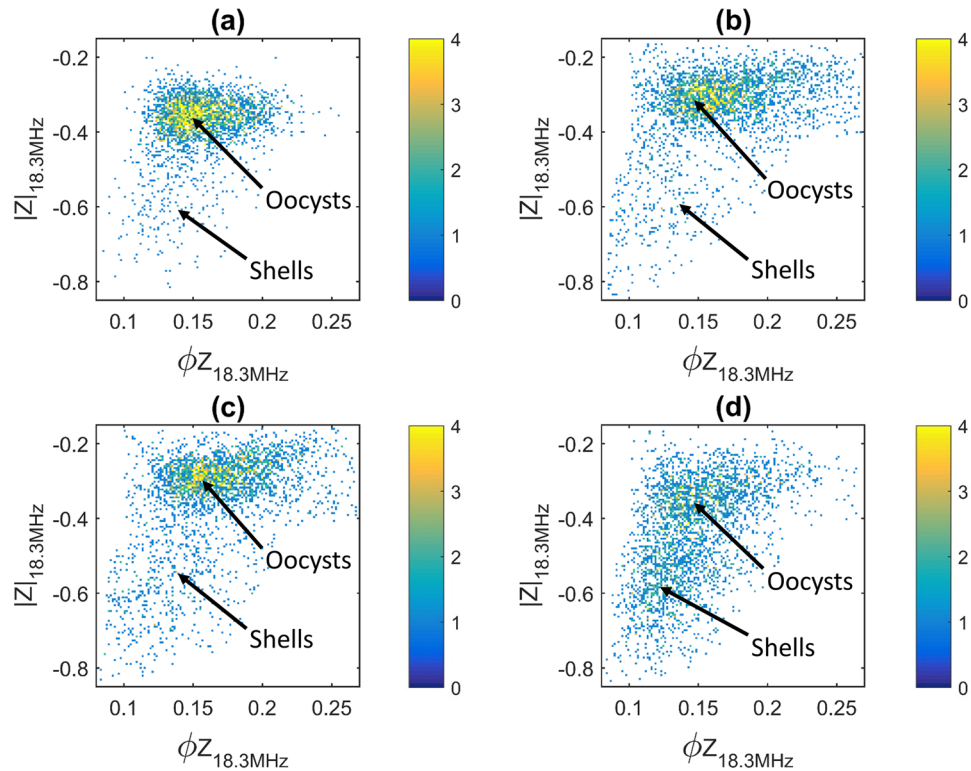 (a)
-0.2
-0.4
-0.6
-0.8
|Z|18.3MHz
0.1 0.15 0.2 0.25
ϕZ18.3MHz
Oocysts
Shells
4
3
2
1
0
(b)
-0.2
-0.4
-0.6
-0.8
|Z|18.3MHz
0.1 0.15 0.2 0.25
ϕZ18.3MHz
Oocysts
Shells
4
3
2
1
0
(c)
-0.2
-0.4
-0.6
-0.8
|Z|18.3MHz
0.1 0.15 0.2 0.25
ϕZ18.3MHz
Oocysts
Shells
4
3
2
1
0
(d)
-0.2
-0.4
-0.6
-0.8
|Z|18.3MHz
0.1 0.15 0.2 0.25
ϕZ18.3MHz
Oocysts
Shells
4
3
2
1
0